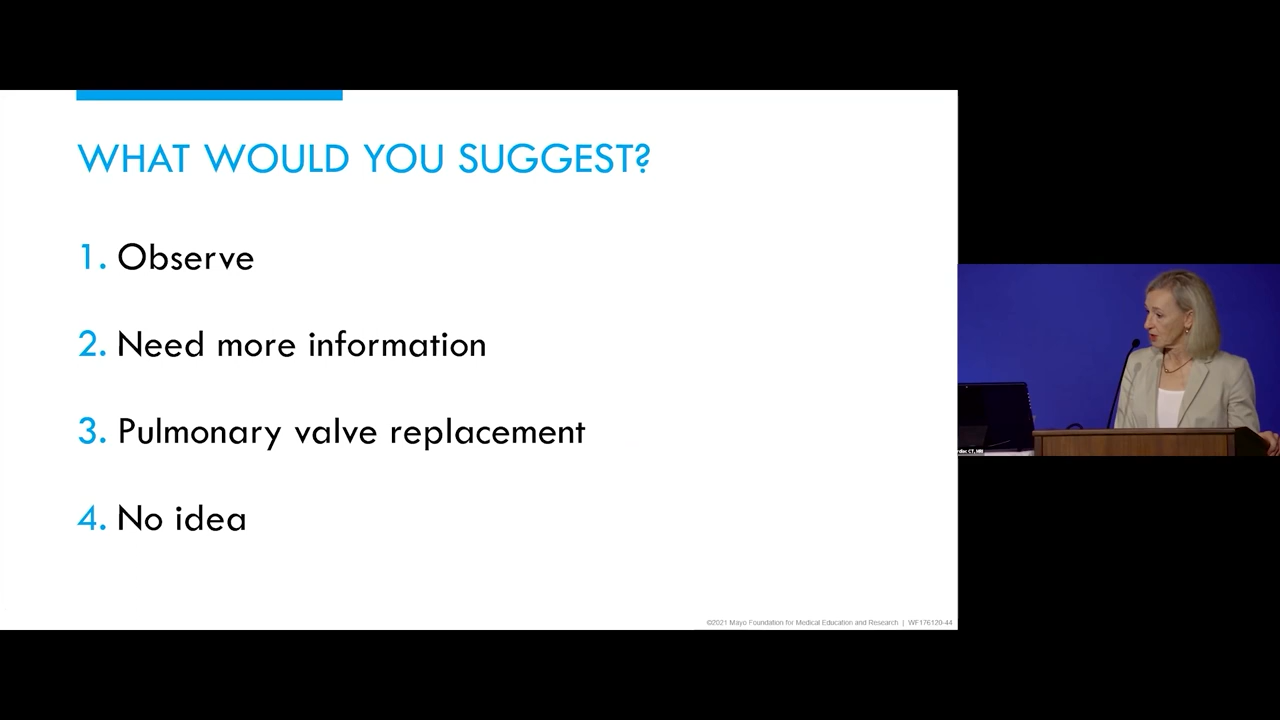 WHAT WOULD YOU SUGGEST?
1. Observe
2. Need more information
3. Pulmonary valve replacement
4. No idea
©2021 Mayo Foundation for Medical Education and Research | WF176120-44